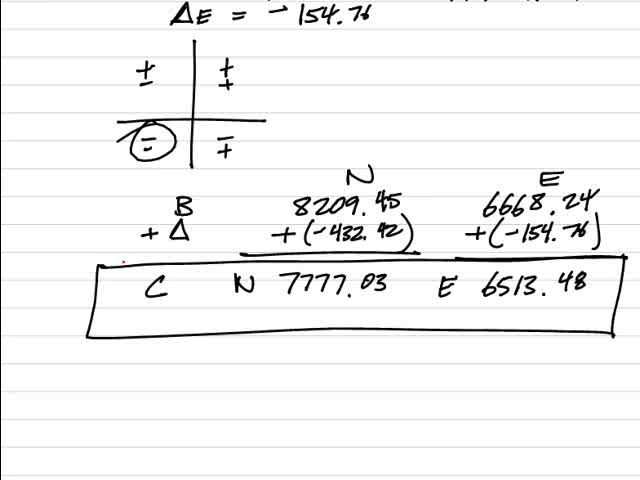 ΔE = -154.76
+ +
- +
- -
- +
N E
B 8209.45 6668.24
+ Δ +(-432.42) +(-154.76)
C N 7777.03 E 6513.48